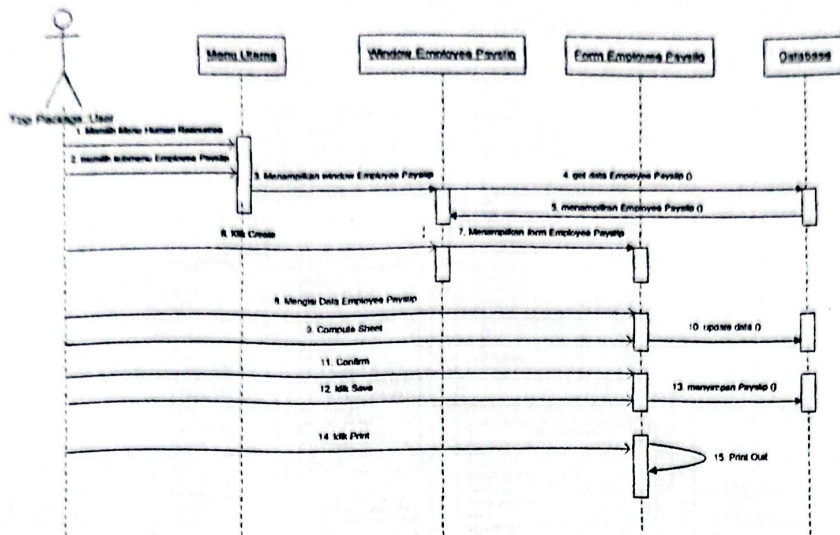 Menu Utama
Window Employee Payslip
Form Employee Payslip
Database
Top Package::User
1. Memilih Menu Human Resources
2. memilih submenu Employee Payslip
3. Menampilkan window Employee Payslip
4. get data Employee Payslip ()
5. menampilkan Employee Payslip ()
6. Klik Create
7. Menampilkan form Employee Payslip
8. Mengisi Data Employee Payslip
9. Compute Sheet
10. update data ()
11. Confirm
12. klik Save
13. menyimpan Payslip ()
14. klik Print
15. Print Out